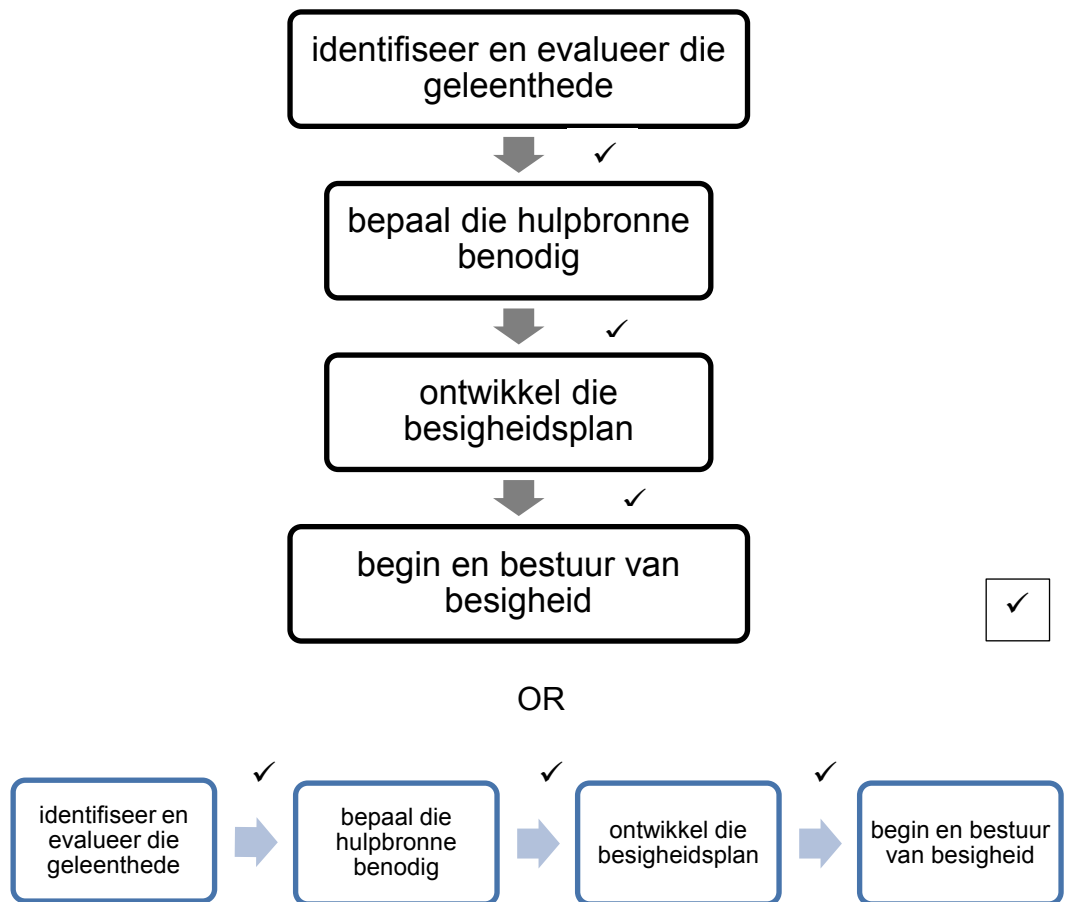 identifiseer en evalueer die
geleenthede
✓
bepaal die hulpbronne
benodig
✓
ontwikkel die
besigheidsplan
✓
begin en bestuur van
besigheid
✓
OR
✓ ✓ ✓
identifiseer en
evalueer die
geleenthede
bepaal die
hulpbronne
benodig
ontwikkel die
besigheidsplan
begin en bestuur
van besigheid